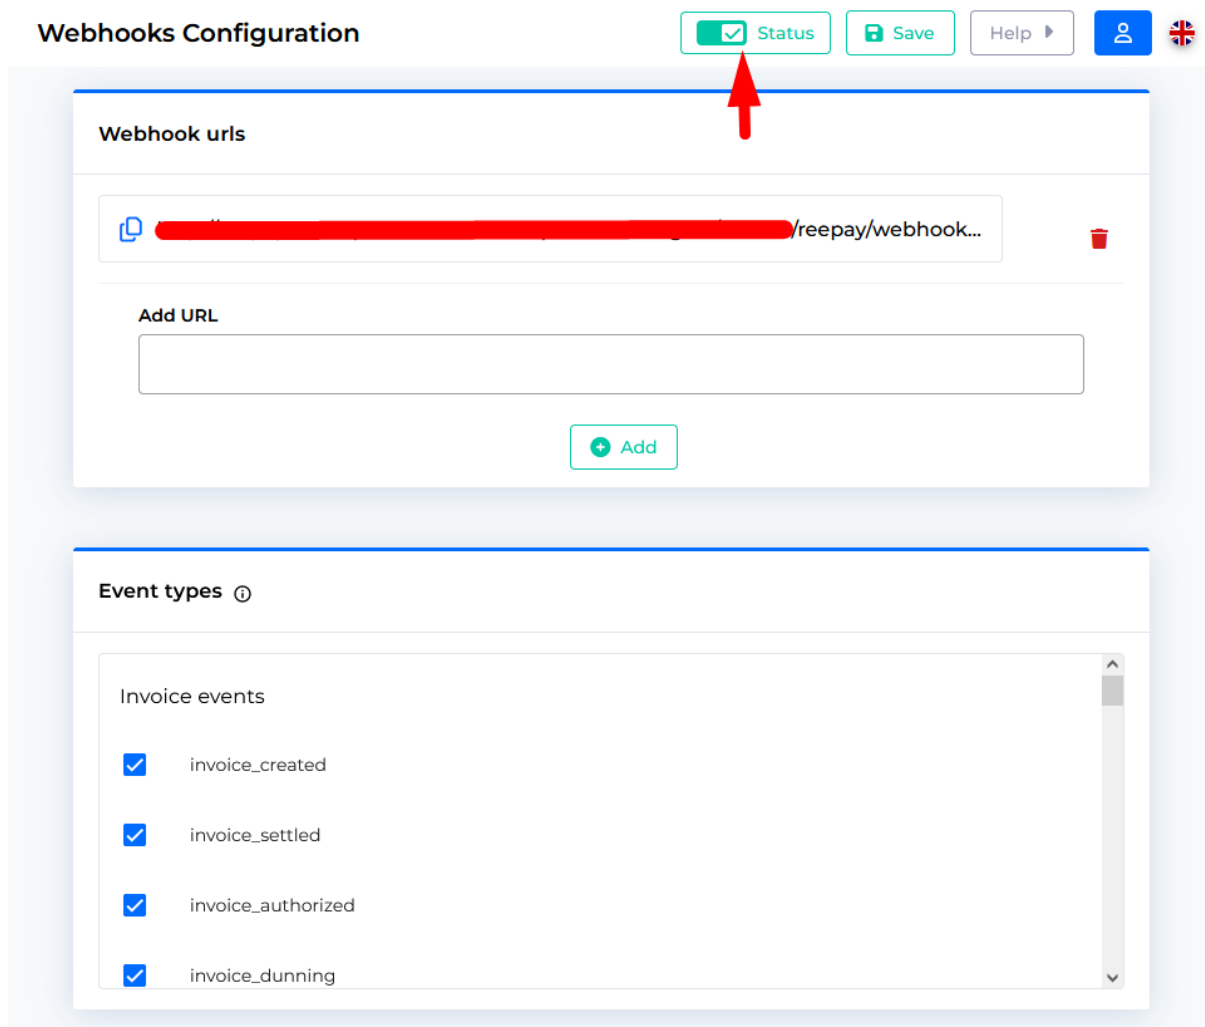 Webhooks Configuration
Status
Save
Help
Webhook urls
/reepay/webhook...
Add URL
Add
Event types
Invoice events
invoice_created
invoice_settled
invoice_authorized
invoice_dunning